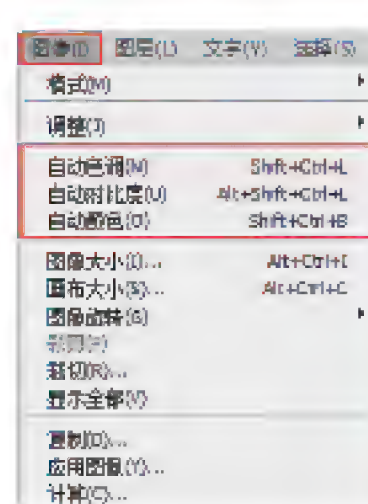 图像(I) 图层(L) 文字(Y) 选择(S)
模式(M)
调整(J)
自动色调(N) Shift+Ctrl+L
自动对比度(U) Alt+Shift+Ctrl+L
自动颜色(O) Shift+Ctrl+B
图像大小(I)... Alt+Ctrl+I
画布大小(S)... Alt+Ctrl+C
图像旋转(G)
裁剪(P)
裁切(R)...
显示全部(V)
复制(D)...
应用图像(Y)...
计算(C)...